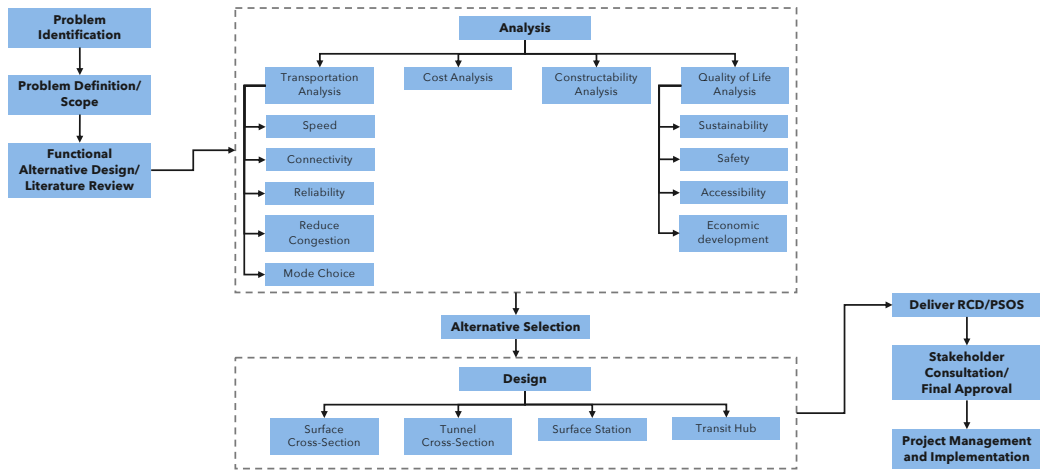 Problem
Identification
Problem Definition/
Scope
Functional
Alternative Design/
Literature Review
Analysis
Transportation
Analysis
Speed
Connectivity
Reliability
Reduce
Congestion
Mode Choice
Cost Analysis
Constructability
Analysis
Quality of Life
Analysis
Sustainability
Safety
Accessibility
Economic
development
Alternative Selection
Design
Surface
Cross-Section
Tunnel
Cross-Section
Surface Station
Transit Hub
Deliver RCD/PSOS
Stakeholder
Consultation/
Final Approval
Project Management
and Implementation